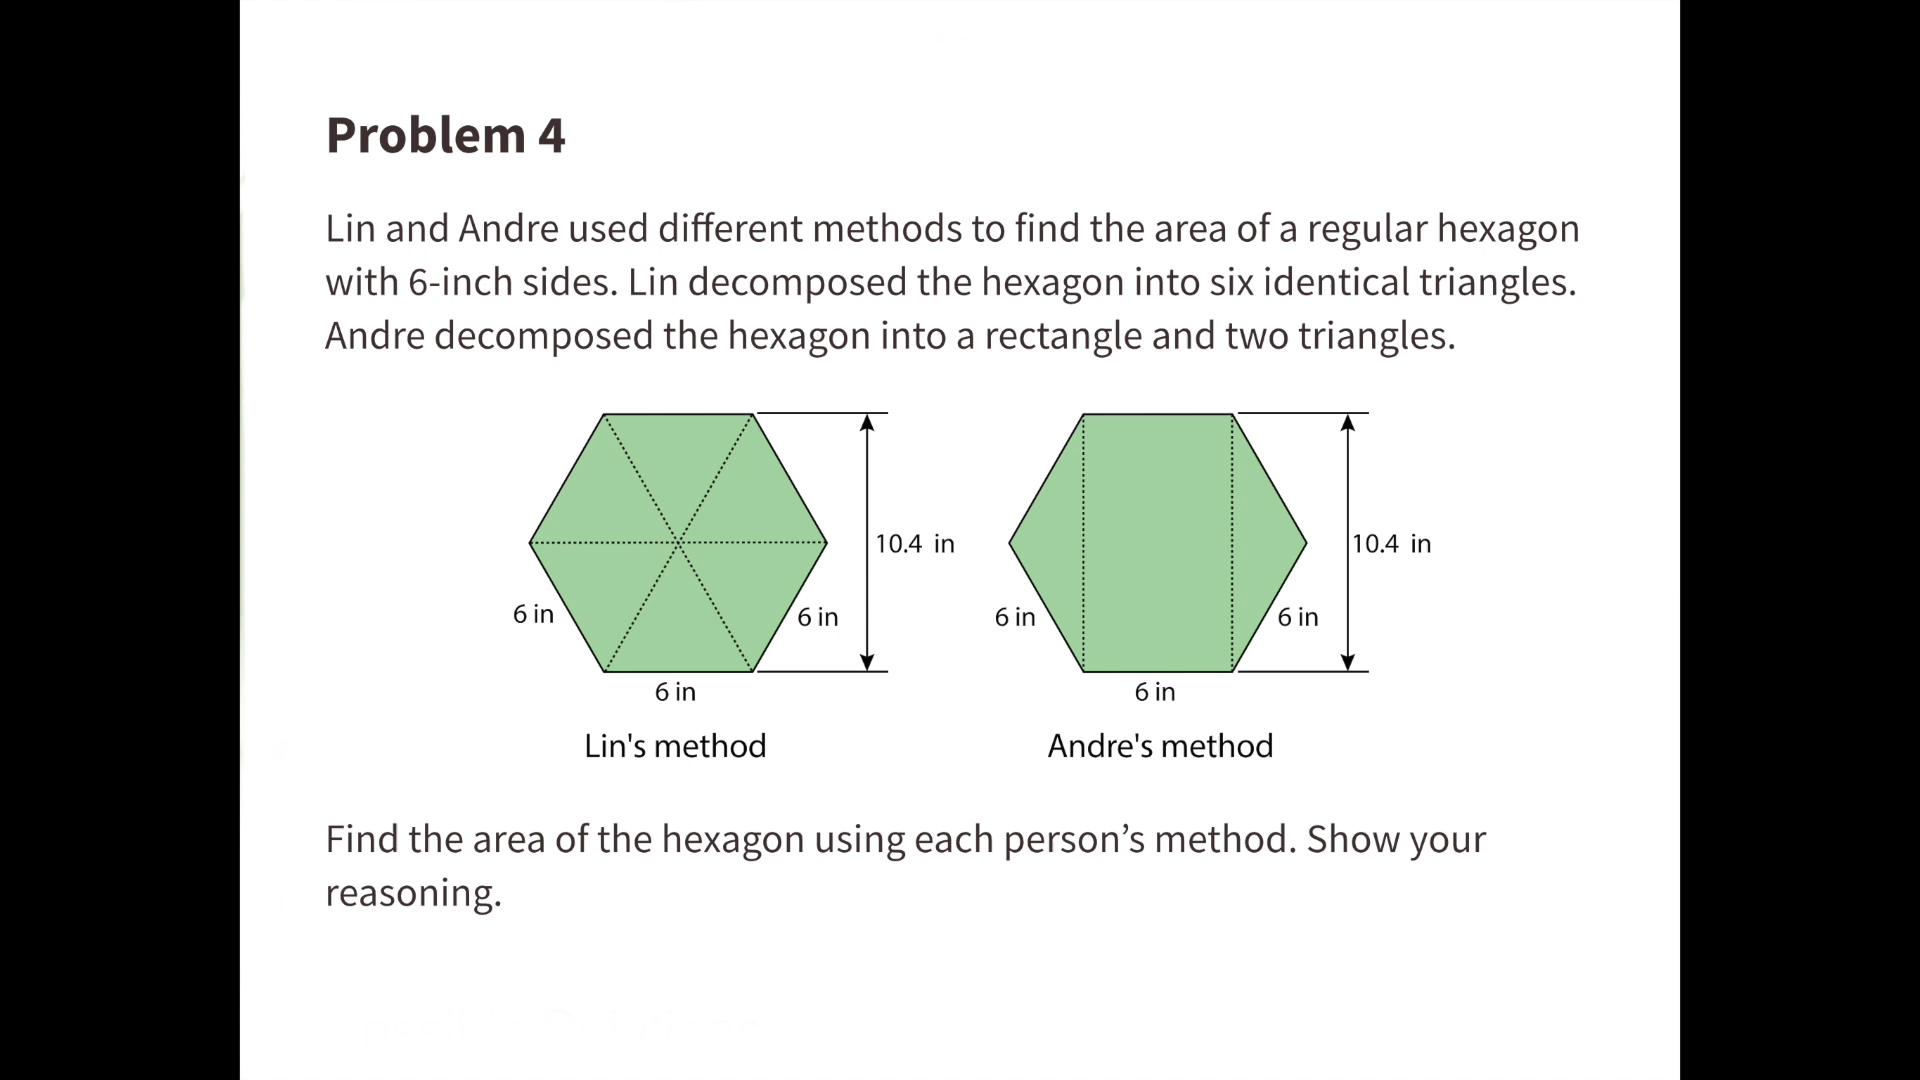 Problem 4
Lin and Andre used different methods to find the area of a regular hexagon
with 6-inch sides. Lin decomposed the hexagon into six identical triangles.
Andre decomposed the hexagon into a rectangle and two triangles.
10.4 in
6 in
6 in
6 in
Lin's method
10.4 in
6 in
6 in
6 in
Andre's method
Find the area of the hexagon using each person’s method. Show your
reasoning.